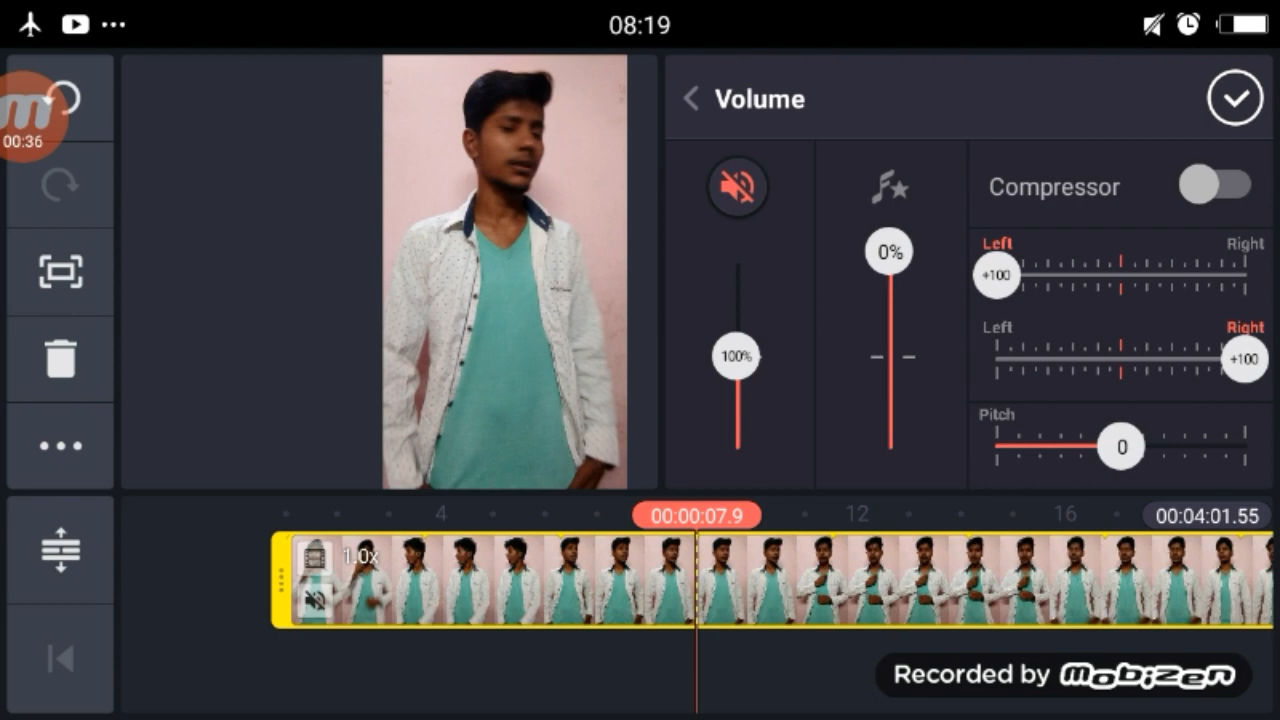 08:19
m
00:36
Volume
Compressor
Left Right
+100
Left Right
+100
0%
100%
Pitch
0
4 00:00:07.9 12 16 00:04:01.55
1.0x
Recorded by mobizen